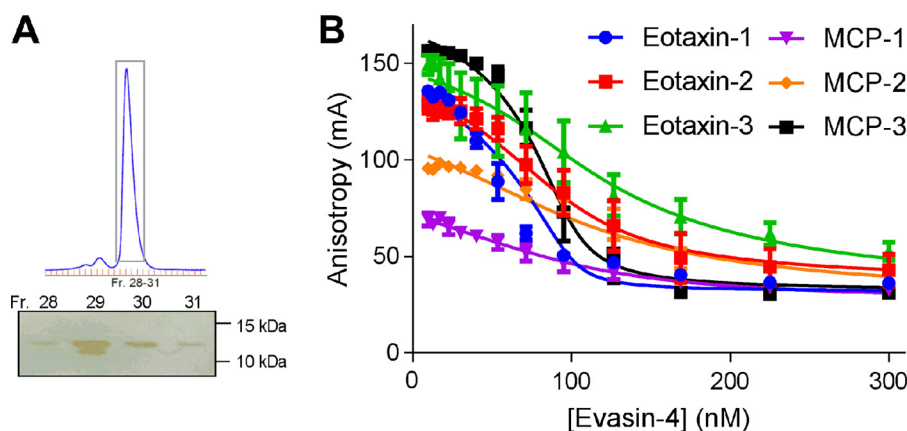 A
Fr. 28-31
Fr. 28 29 30 31
15 kDa
10 kDa
B
Eotaxin-1 MCP-1
Eotaxin-2 MCP-2
Eotaxin-3 MCP-3
Anisotropy (mA)
150
100
50
0
0 100 200 300
[Evasin-4] (nM)